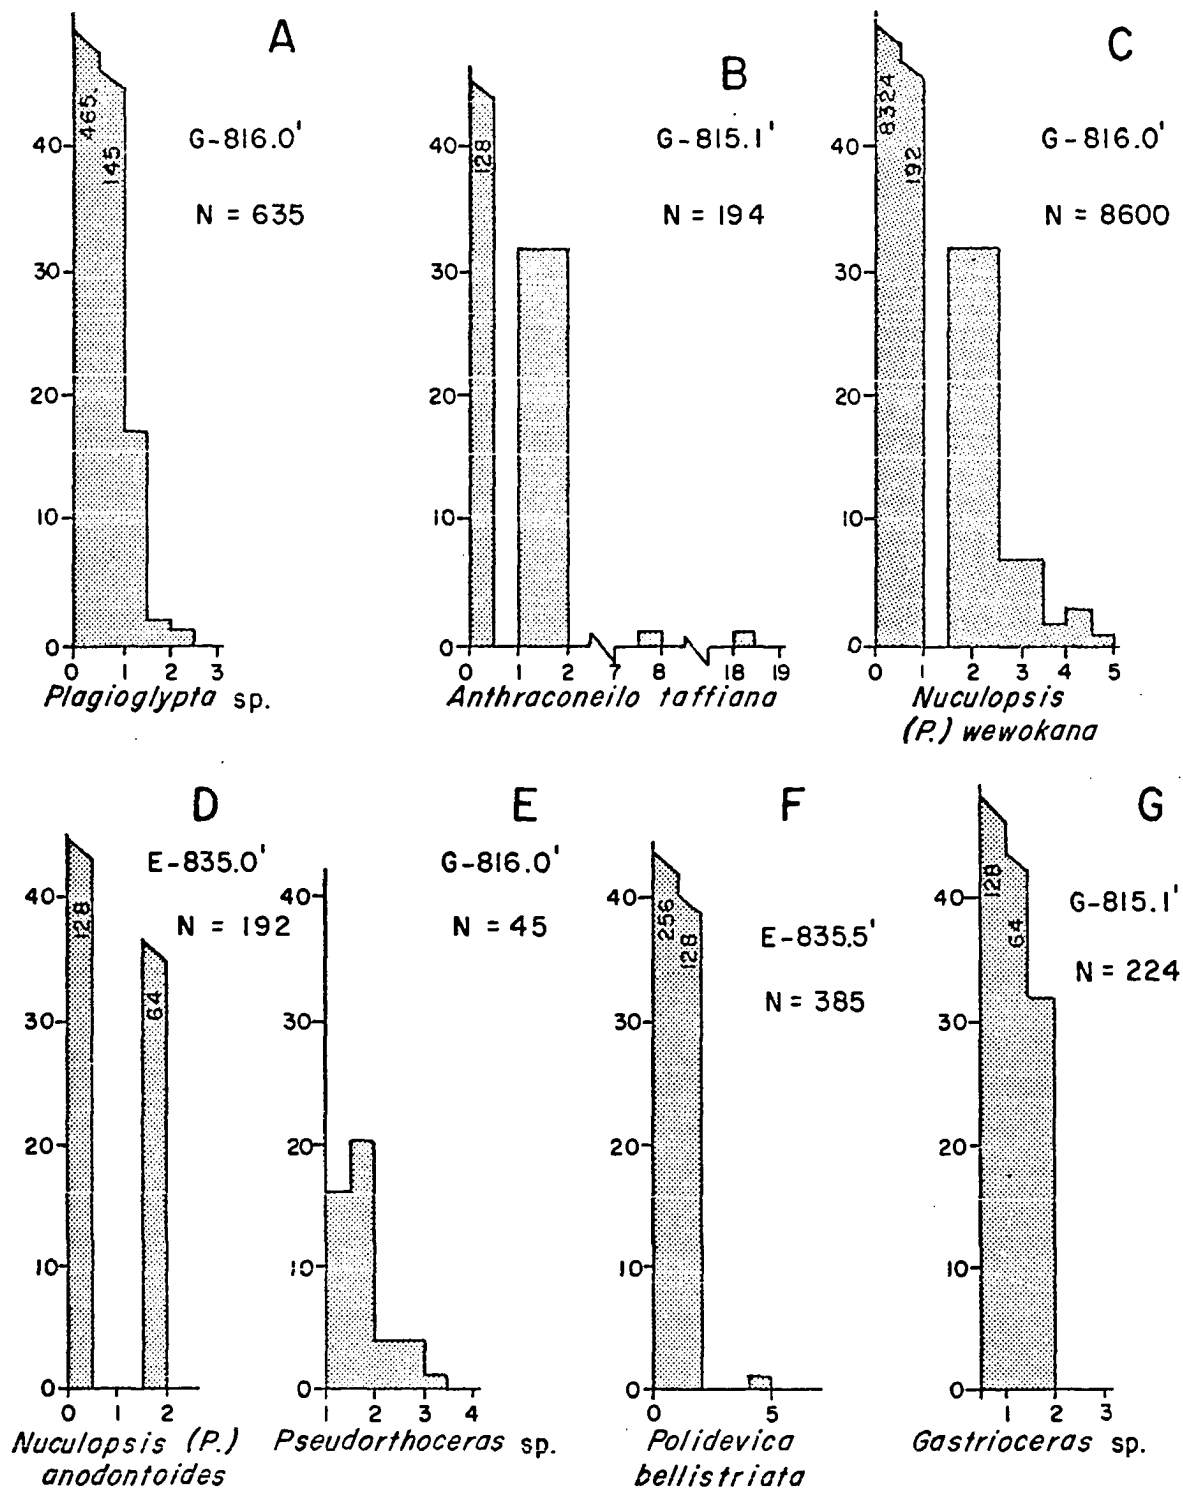 A
G-816.0'
N = 635
465
145
40
30
20
10
0
0 1 2 3
Plagioglypta sp.
B
G-815.1'
N = 194
128
40
30
20
10
0
0 1 2 7 8 18 19
Anthraconeilo taffiana
C
G-816.0'
N = 8600
8324
192
40
30
20
10
0
0 1 2 3 4 5
Nuculopsis
(P.) wewokana
D
E-835.0'
N = 192
128
64
40
30
20
10
0
0 1 2
Nuculopsis (P.)
anodontoides
E
G-816.0'
N = 45
40
30
20
10
0
1 2 3 4
Pseudorthoceras sp.
F
E-835.5'
N = 385
256
128
40
30
20
10
0
0 5
Polidevica
bellistriata
G
G-815.1'
N = 224
128
64
40
30
20
10
0
1 2 3
Gastrioceras sp.